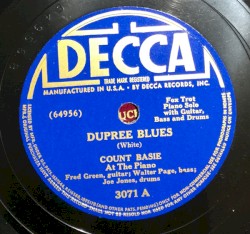 DECCA
TRADE MARK REGISTERED
MANUFACTURED IN U.S.A. • BY DECCA RECORDS, INC.
Fox Trot
Piano Solo
with Guitar,
Bass and Drums
(64956)
UCI
DUPREE BLUES
(White)
COUNT BASIE
At The Piano
Fred Green, guitar; Walter Page, bass;
Joe Jones, drums
3071 A